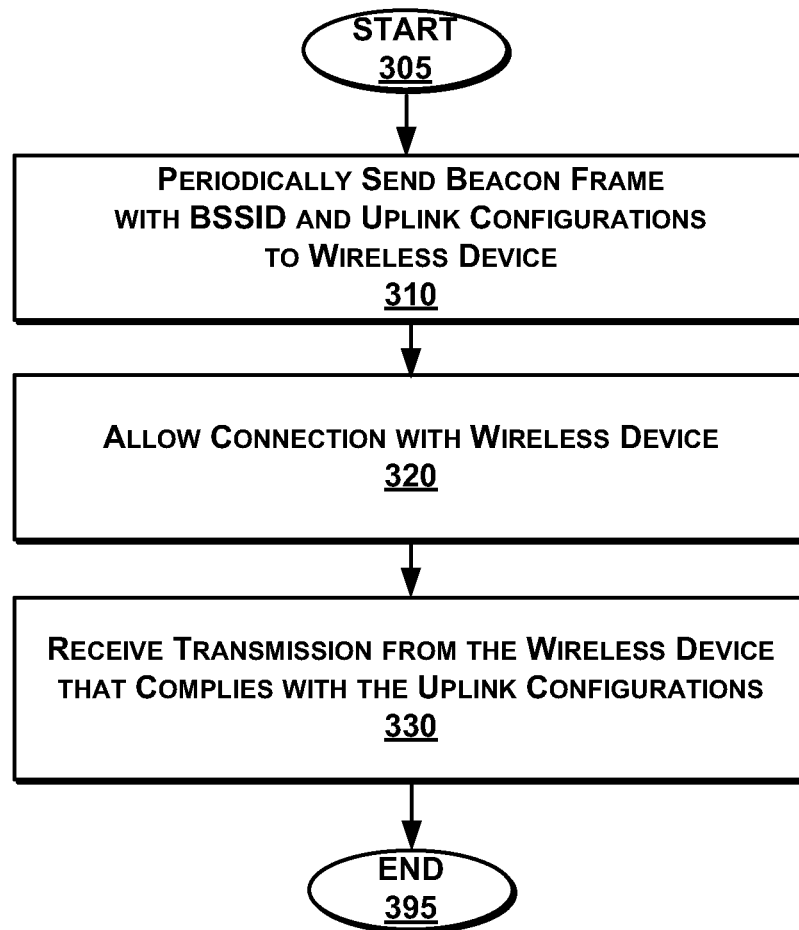 START
305
PERIODICALLY SEND BEACON FRAME
WITH BSSID AND UPLINK CONFIGURATIONS
TO WIRELESS DEVICE
310
ALLOW CONNECTION WITH WIRELESS DEVICE
320
RECEIVE TRANSMISSION FROM THE WIRELESS DEVICE
THAT COMPLIES WITH THE UPLINK CONFIGURATIONS
330
END
395